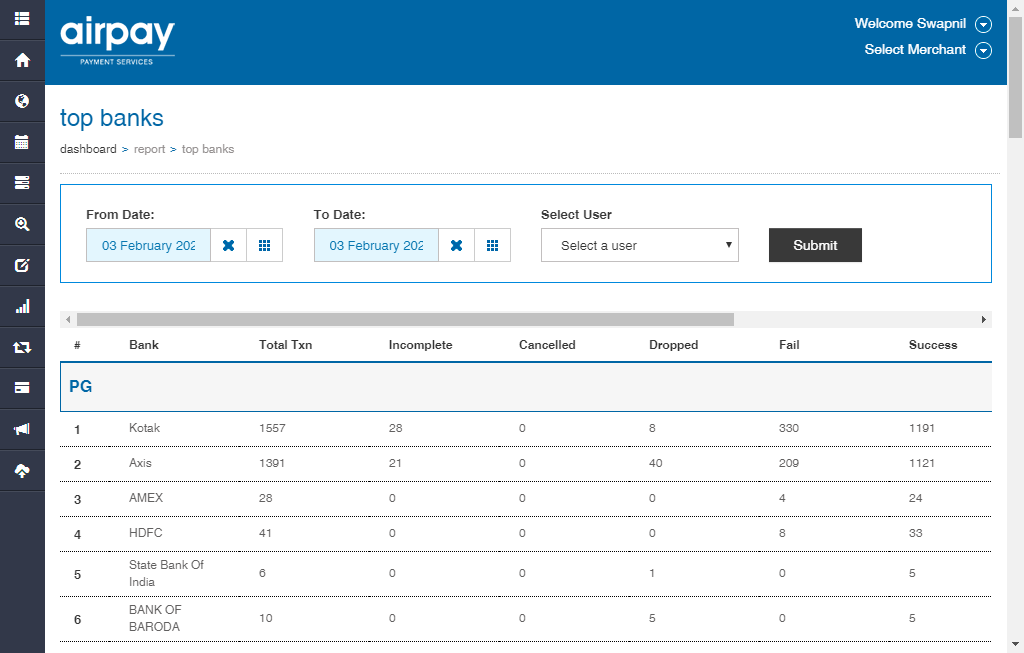 airpay
PAYMENT SERVICES
Welcome Swapnil
Select Merchant
top banks
dashboard > report > top banks
From Date: To Date: Select User
03 February 202 03 February 202 Select a user Submit
# Bank Total Txn Incomplete Cancelled Dropped Fail Success
PG
1 Kotak 1557 28 0 8 330 1191
2 Axis 1391 21 0 40 209 1121
3 AMEX 28 0 0 0 4 24
4 HDFC 41 0 0 0 8 33
5 State Bank Of India 6 0 0 1 0 5
6 BANK OF BARODA 10 0 0 5 0 5